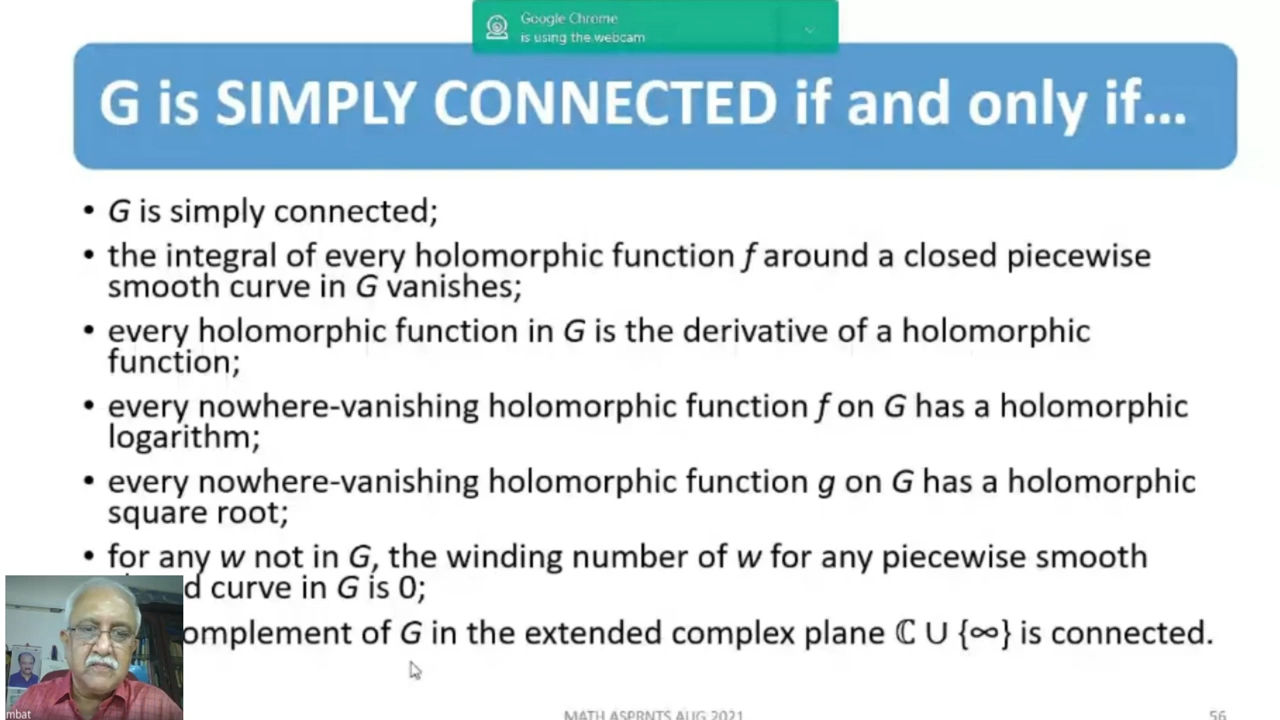 Google Chrome
is using the webcam
G is SIMPLY CONNECTED if and only if...
• G is simply connected;
• the integral of every holomorphic function f around a closed piecewise
smooth curve in G vanishes;
• every holomorphic function in G is the derivative of a holomorphic
function;
• every nowhere-vanishing holomorphic function f on G has a holomorphic
logarithm;
• every nowhere-vanishing holomorphic function g on G has a holomorphic
square root;
• for any w not in G, the winding number of w for any piecewise smooth
d curve in G is 0;
omplement of G in the extended complex plane ℂ ∪ {∞} is connected.
mbat
MATH ASPRNTS AUG 2021
56